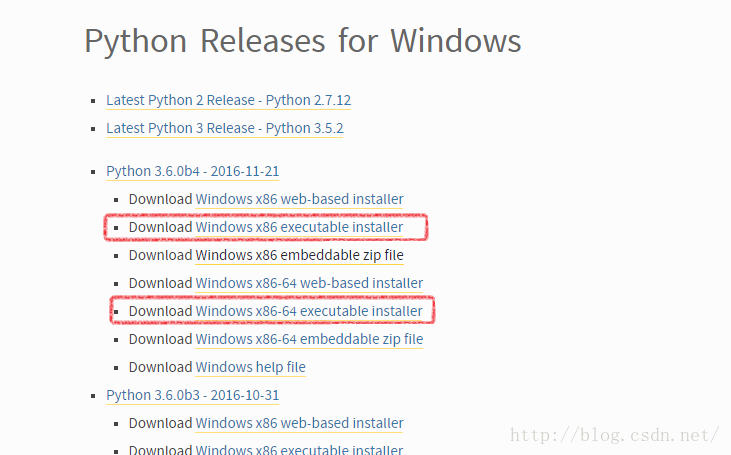 Python Releases for Windows
Latest Python 2 Release - Python 2.7.12
Latest Python 3 Release - Python 3.5.2
Python 3.6.0b4 - 2016-11-21
Download Windows x86 web-based installer
Download Windows x86 executable installer
Download Windows x86 embeddable zip file
Download Windows x86-64 web-based installer
Download Windows x86-64 executable installer
Download Windows x86-64 embeddable zip file
Download Windows help file
Python 3.6.0b3 - 2016-10-31
Download Windows x86 web-based installer
http://blog.csdn.net/
Download Windows x86 executable installer